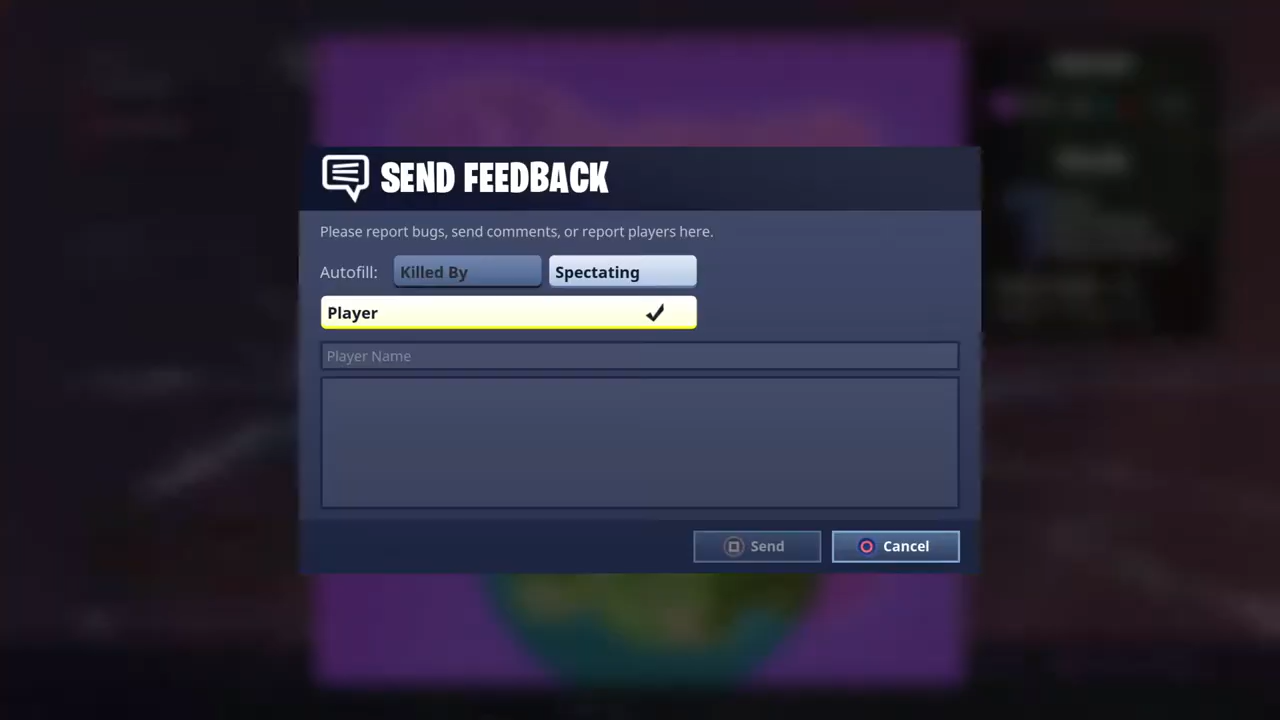 SEND FEEDBACK
Please report bugs, send comments, or report players here.
Autofill: Killed By Spectating
Player
Player Name
Send Cancel